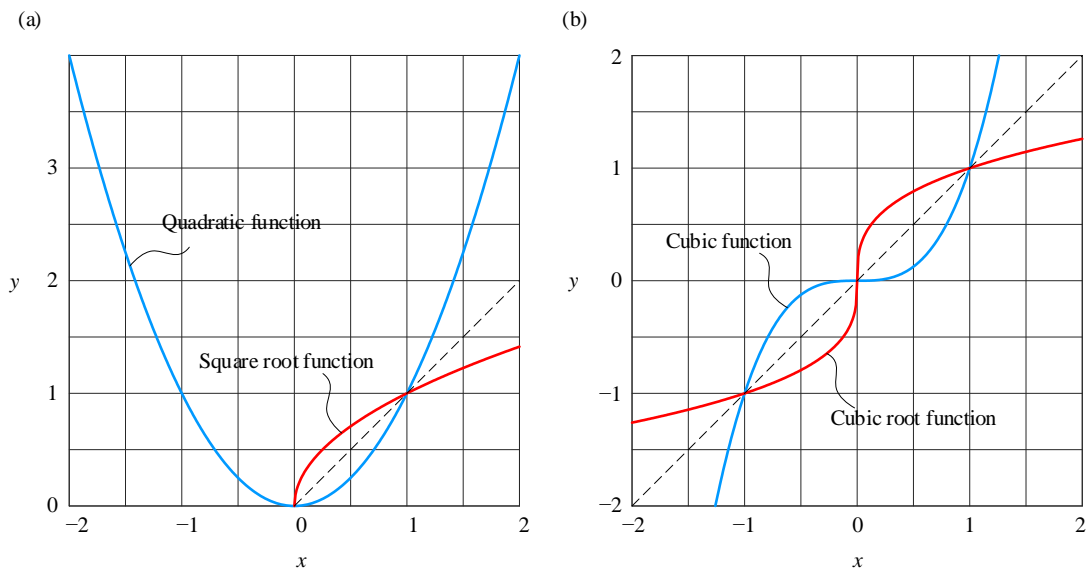 (a)
Quadratic function
Square root function
y
3
2
1
0
−2
−1
0
1
2
x
(b)
Cubic function
Cubic root function
y
2
1
0
−1
−2
−2
−1
0
1
2
x